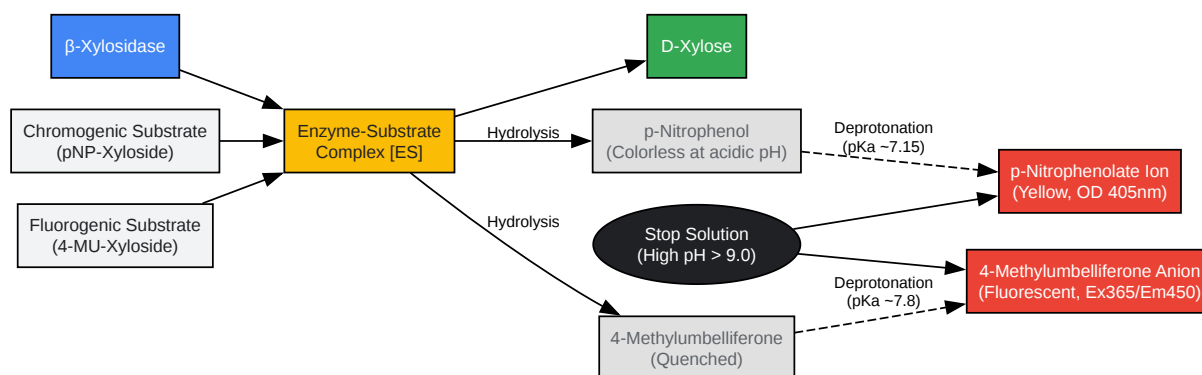 β-Xylosidase
D-Xylose
Chromogenic Substrate
(pNP-Xyloside)
Enzyme-Substrate
Complex [ES]
Hydrolysis
p-Nitrophenol
(Colorless at acidic pH)
Deprotonation
(pKa ~7.15)
p-Nitrophenolate Ion
(Yellow, OD 405nm)
Fluorogenic Substrate
(4-MU-Xyloside)
Hydrolysis
Stop Solution
(High pH > 9.0)
4-Methylumbelliferone Anion
(Fluorescent, Ex365/Em450)
Deprotonation
(pKa ~7.8)
4-Methylumbelliferone
(Quenched)